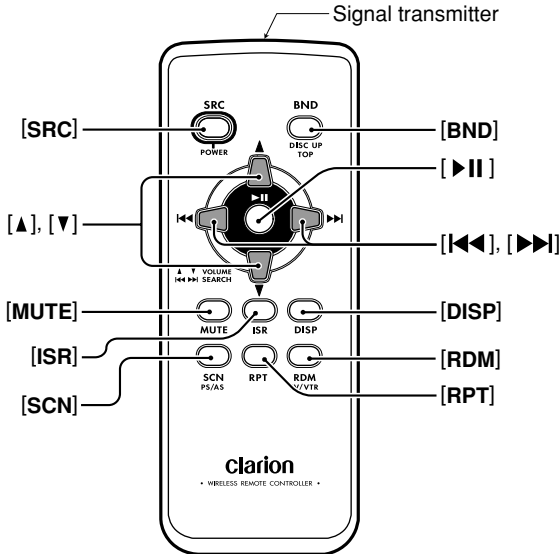 Signal transmitter
SRC
BND
[SRC]
[BND]
POWER
DISC UP
TOP
▲
[▶II]
▶II
[▲], [▼]
I◀◀
▶▶I
[I◀◀], [▶▶I]
▲ ▼ VOLUME
I◀◀ ▶▶I SEARCH
▼
[MUTE]
[DISP]
MUTE
ISR
DISP
[ISR]
[RDM]
SCN
PS/AS
RPT
RDM
V/VTR
[SCN]
[RPT]
clarion
• WIRELESS REMOTE CONTROLLER •